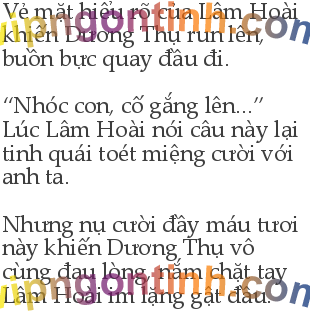 Vẻ mặt hiểu rõ của Lâm Hoài
khiến Dương Thụ run lên,
buồn bực quay đầu đi.
“Nhóc con, cố gắng lên...”
Lúc Lâm Hoài nói câu này lại
tinh quái toét miệng cười với
anh ta.
Nhưng nụ cười đầy máu tươi
này khiến Dương Thụ vô
cùng đau lòng, nắm chặt tay
Lâm Hoài im lặng gật đầu.
vipngontinh.com
vipngontinh.com